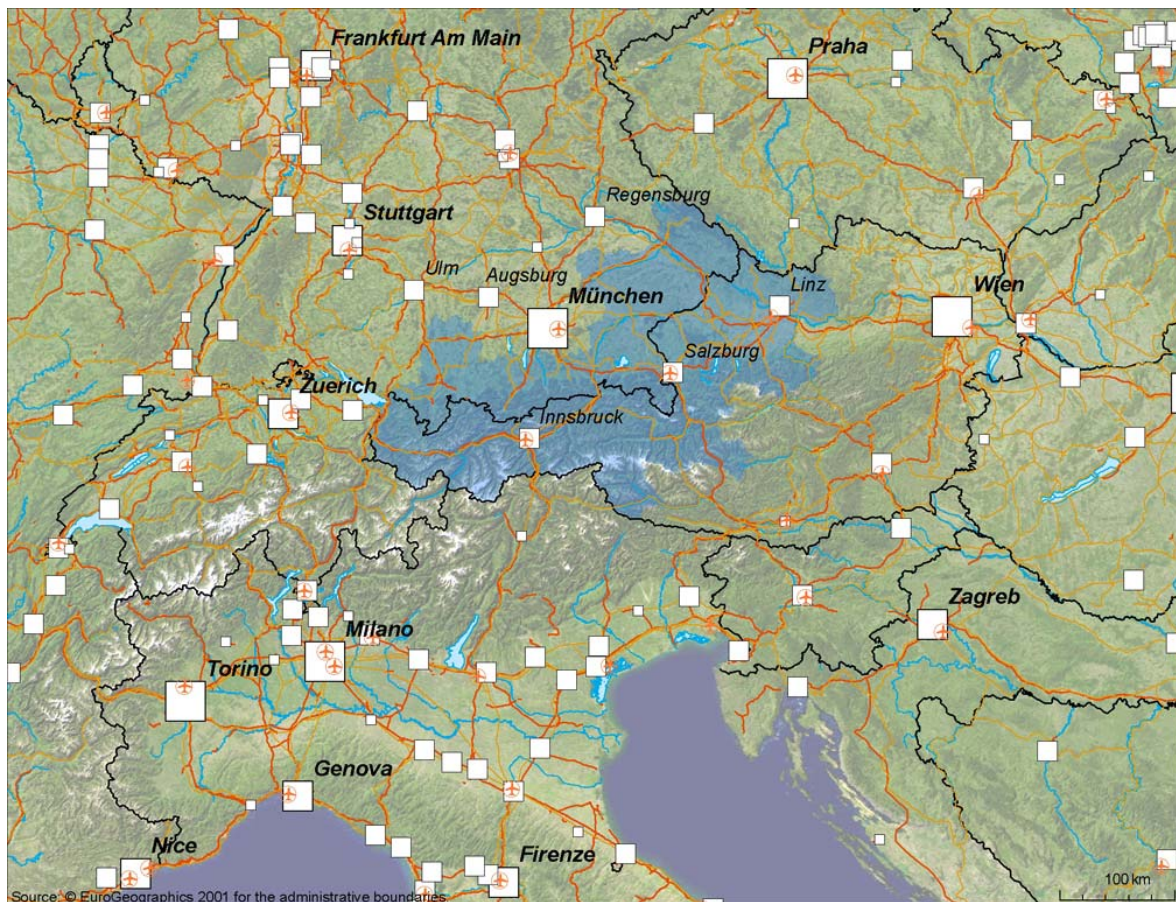 Frankfurt Am Main
Praha
Regensburg
Stuttgart
Ulm
Augsburg
München
Linz
Wien
Salzburg
Zuerich
Innsbruck
Zagreb
Milano
Torino
Genova
Nice
Firenze
100 km
Source: © EuroGeographics 2001 for the administrative boundaries